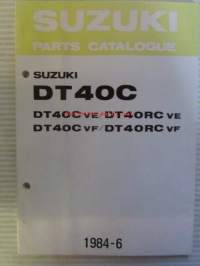 SUZUKI
PARTS CATALOGUE
SUZUKI
DT40C
DT40C VE/DT40RC VE
DT40C VF/DT40RC VF
1984-6